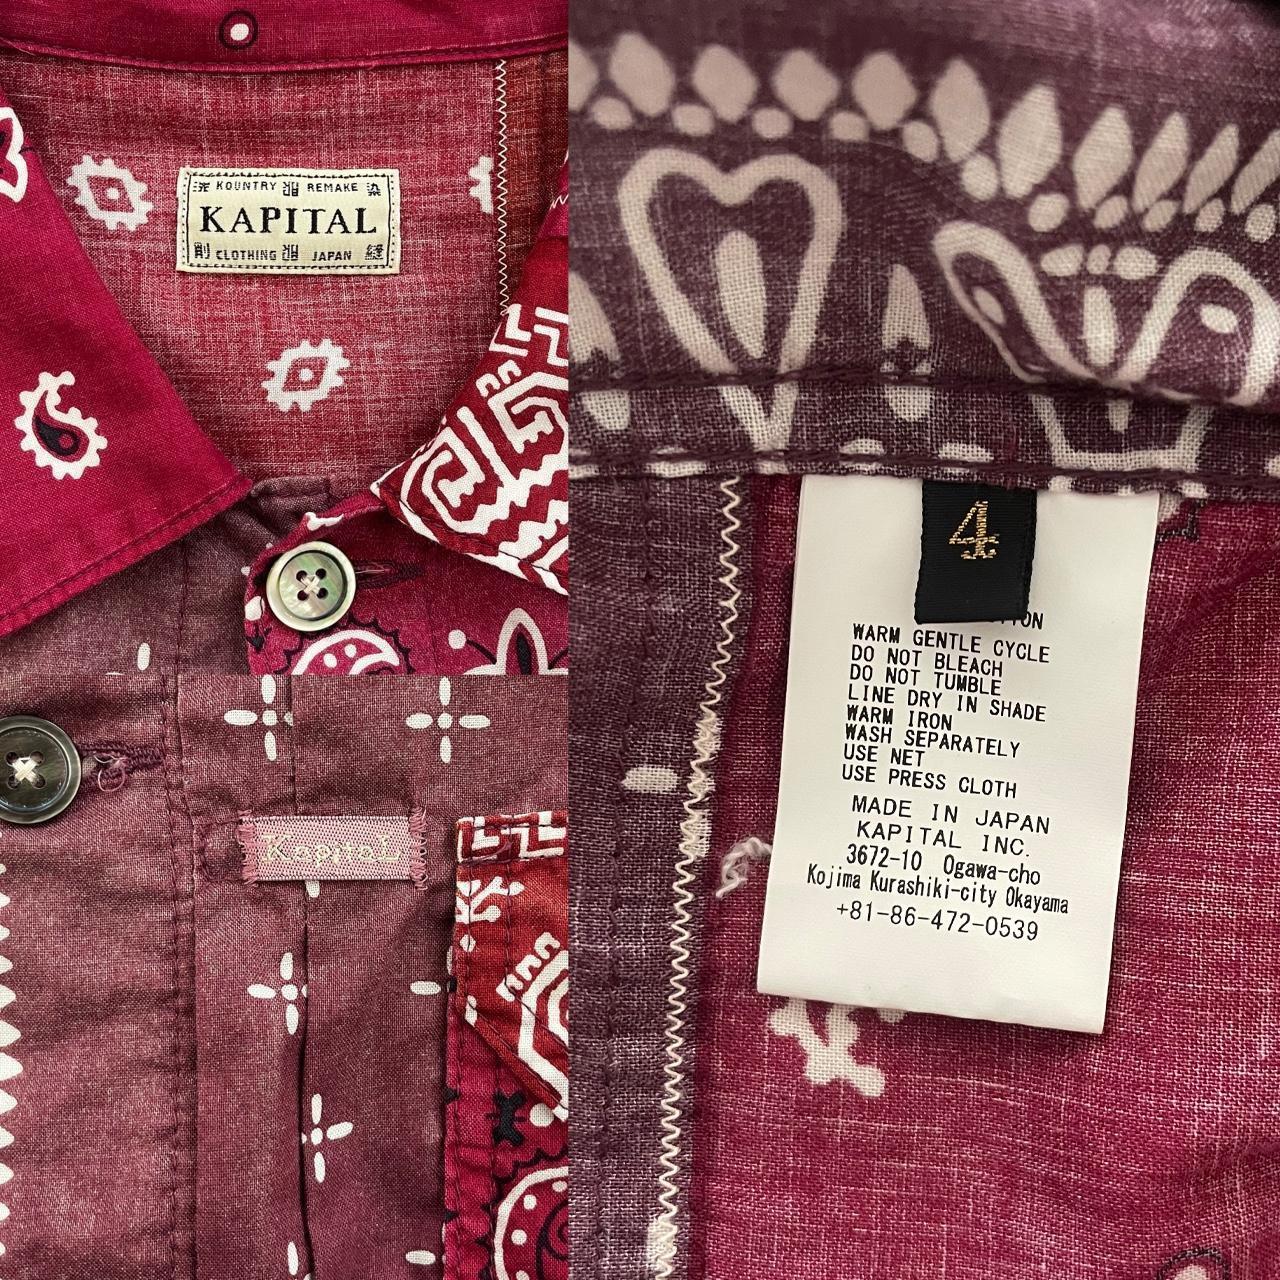 KOUNTRY REMAKE
KAPITAL
CLOTHING JAPAN
Kapital
4
WARM GENTLE CYCLE
DO NOT BLEACH
DO NOT TUMBLE
LINE DRY IN SHADE
WARM IRON
WASH SEPARATELY
USE NET
USE PRESS CLOTH
MADE IN JAPAN
KAPITAL INC.
3672-10 Ogawa-cho
Kojima Kurashiki-city Okayama
+81-86-472-0539